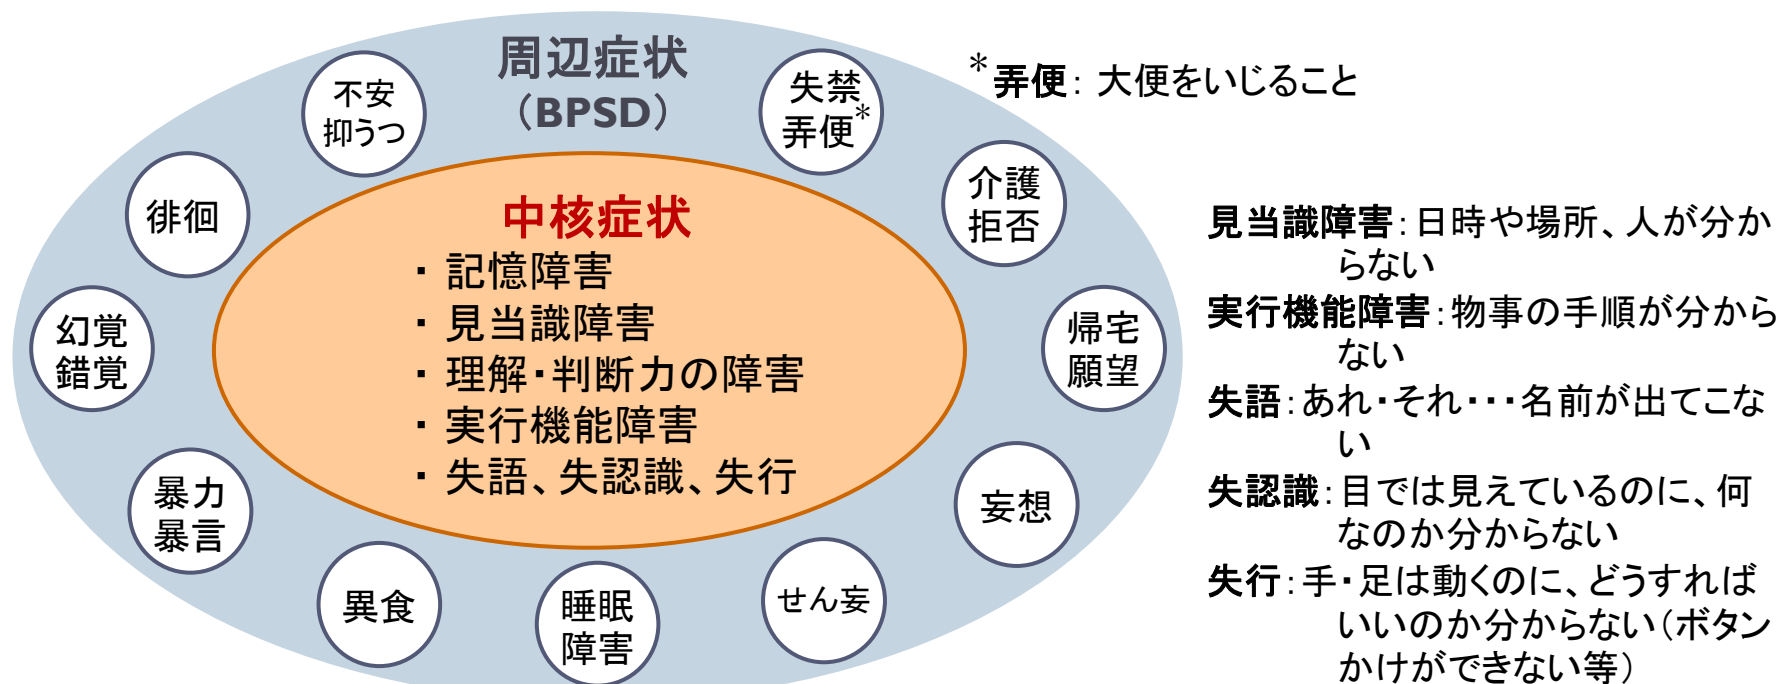 周辺症状
（BPSD）
不安
抑うつ
失禁
弄便*
*弄便：大便をいじること
徘徊
介護
拒否
幻覚
錯覚
帰宅
願望
暴力
暴言
妄想
異食
睡眠
障害
せん妄
中核症状
・記憶障害
・見当識障害
・理解・判断力の障害
・実行機能障害
・失語、失認識、失行
見当識障害：日時や場所、人が分か
らない
実行機能障害：物事の手順が分から
ない
失語：あれ・それ・・・名前が出てこな
い
失認識：目では見えているのに、何
なのか分からない
失行：手・足は動くのに、どうすれば
いいのか分からない（ボタン
かけができない等）